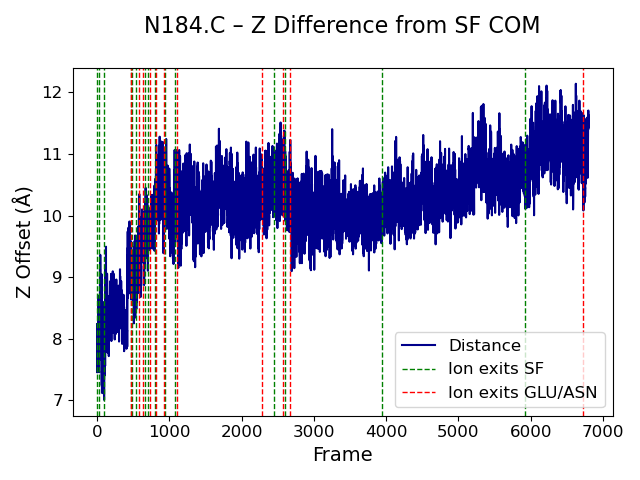 N184.C – Z Difference from SF COM
Z Offset (Å)
12
11
10
9
8
7
0
1000
2000
3000
4000
5000
6000
7000
Frame
Distance
Ion exits SF
Ion exits GLU/ASN